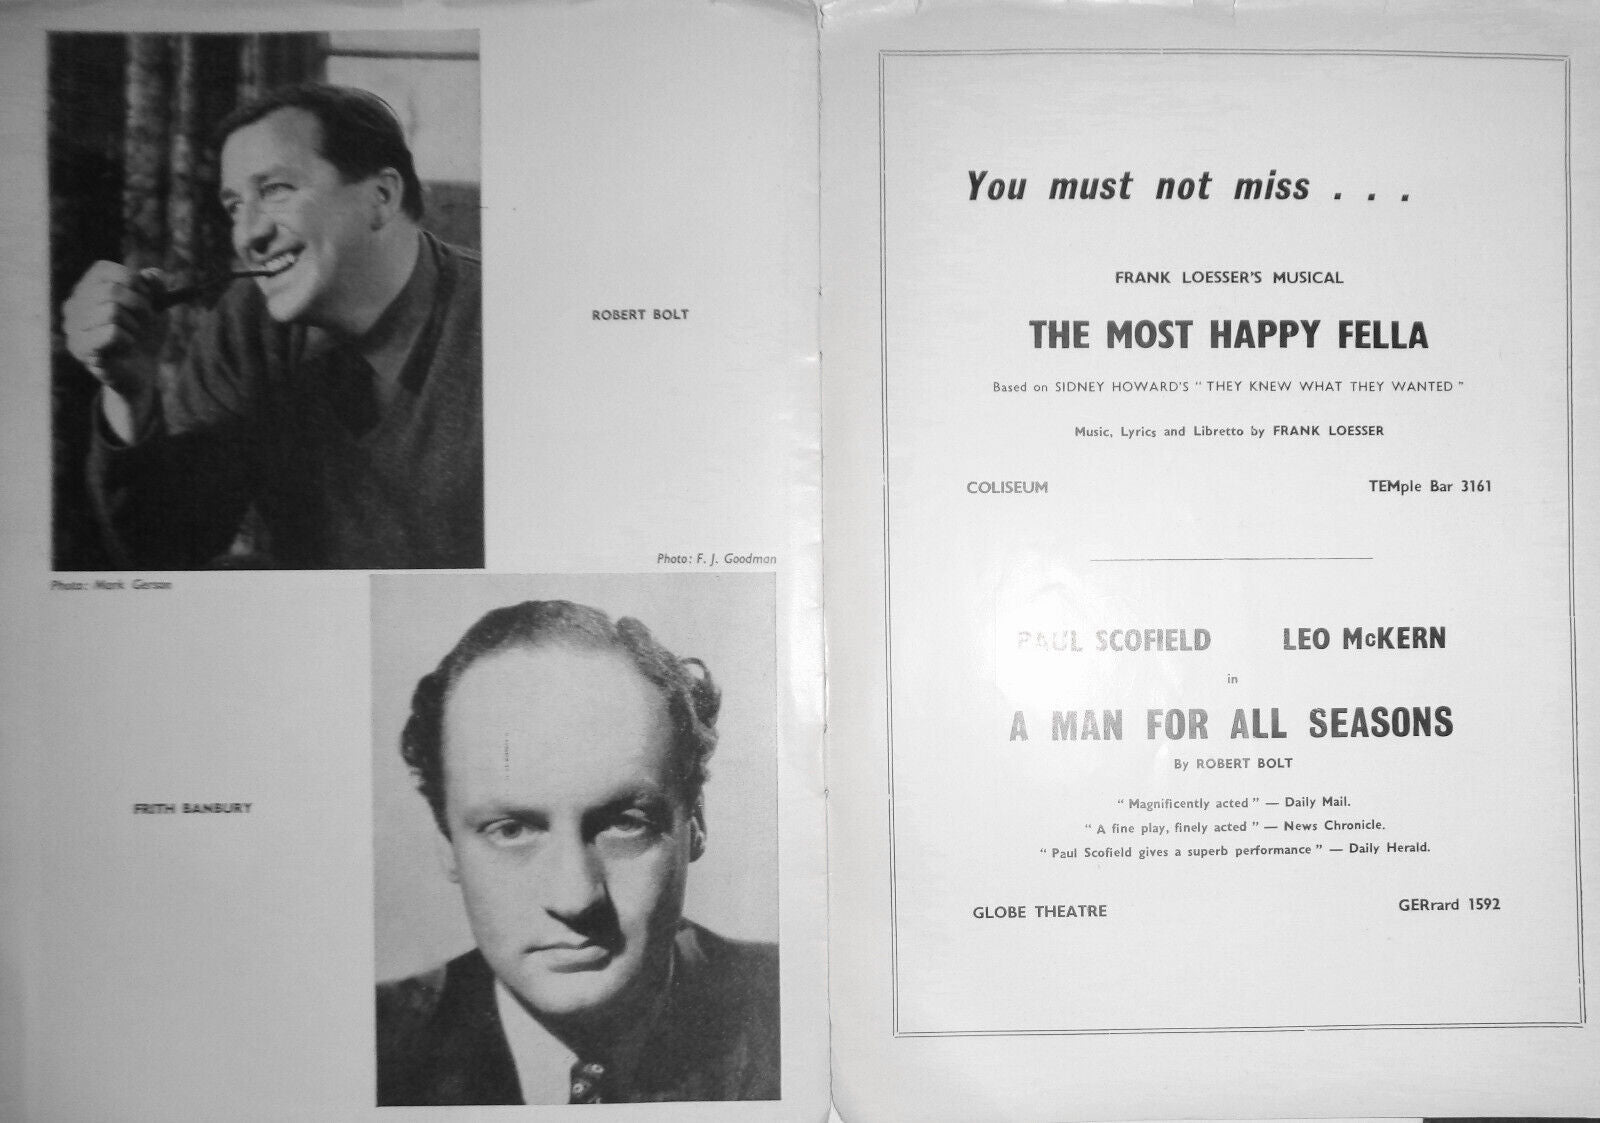 ROBERT BOLT
Photo: F. J. Goodman
Photo: Mark Gerson
FRITH BANBURY
You must not miss . . .
FRANK LOESSER'S MUSICAL
THE MOST HAPPY FELLA
Based on SIDNEY HOWARD'S " THEY KNEW WHAT THEY WANTED "
Music, Lyrics and Libretto by FRANK LOESSER
COLISEUM TEMple Bar 3161
PAUL SCOFIELD LEO McKERN
in
A MAN FOR ALL SEASONS
By ROBERT BOLT
" Magnificently acted " — Daily Mail.
" A fine play, finely acted " — News Chronicle.
" Paul Scofield gives a superb performance " — Daily Herald.
GLOBE THEATRE GERrard 1592